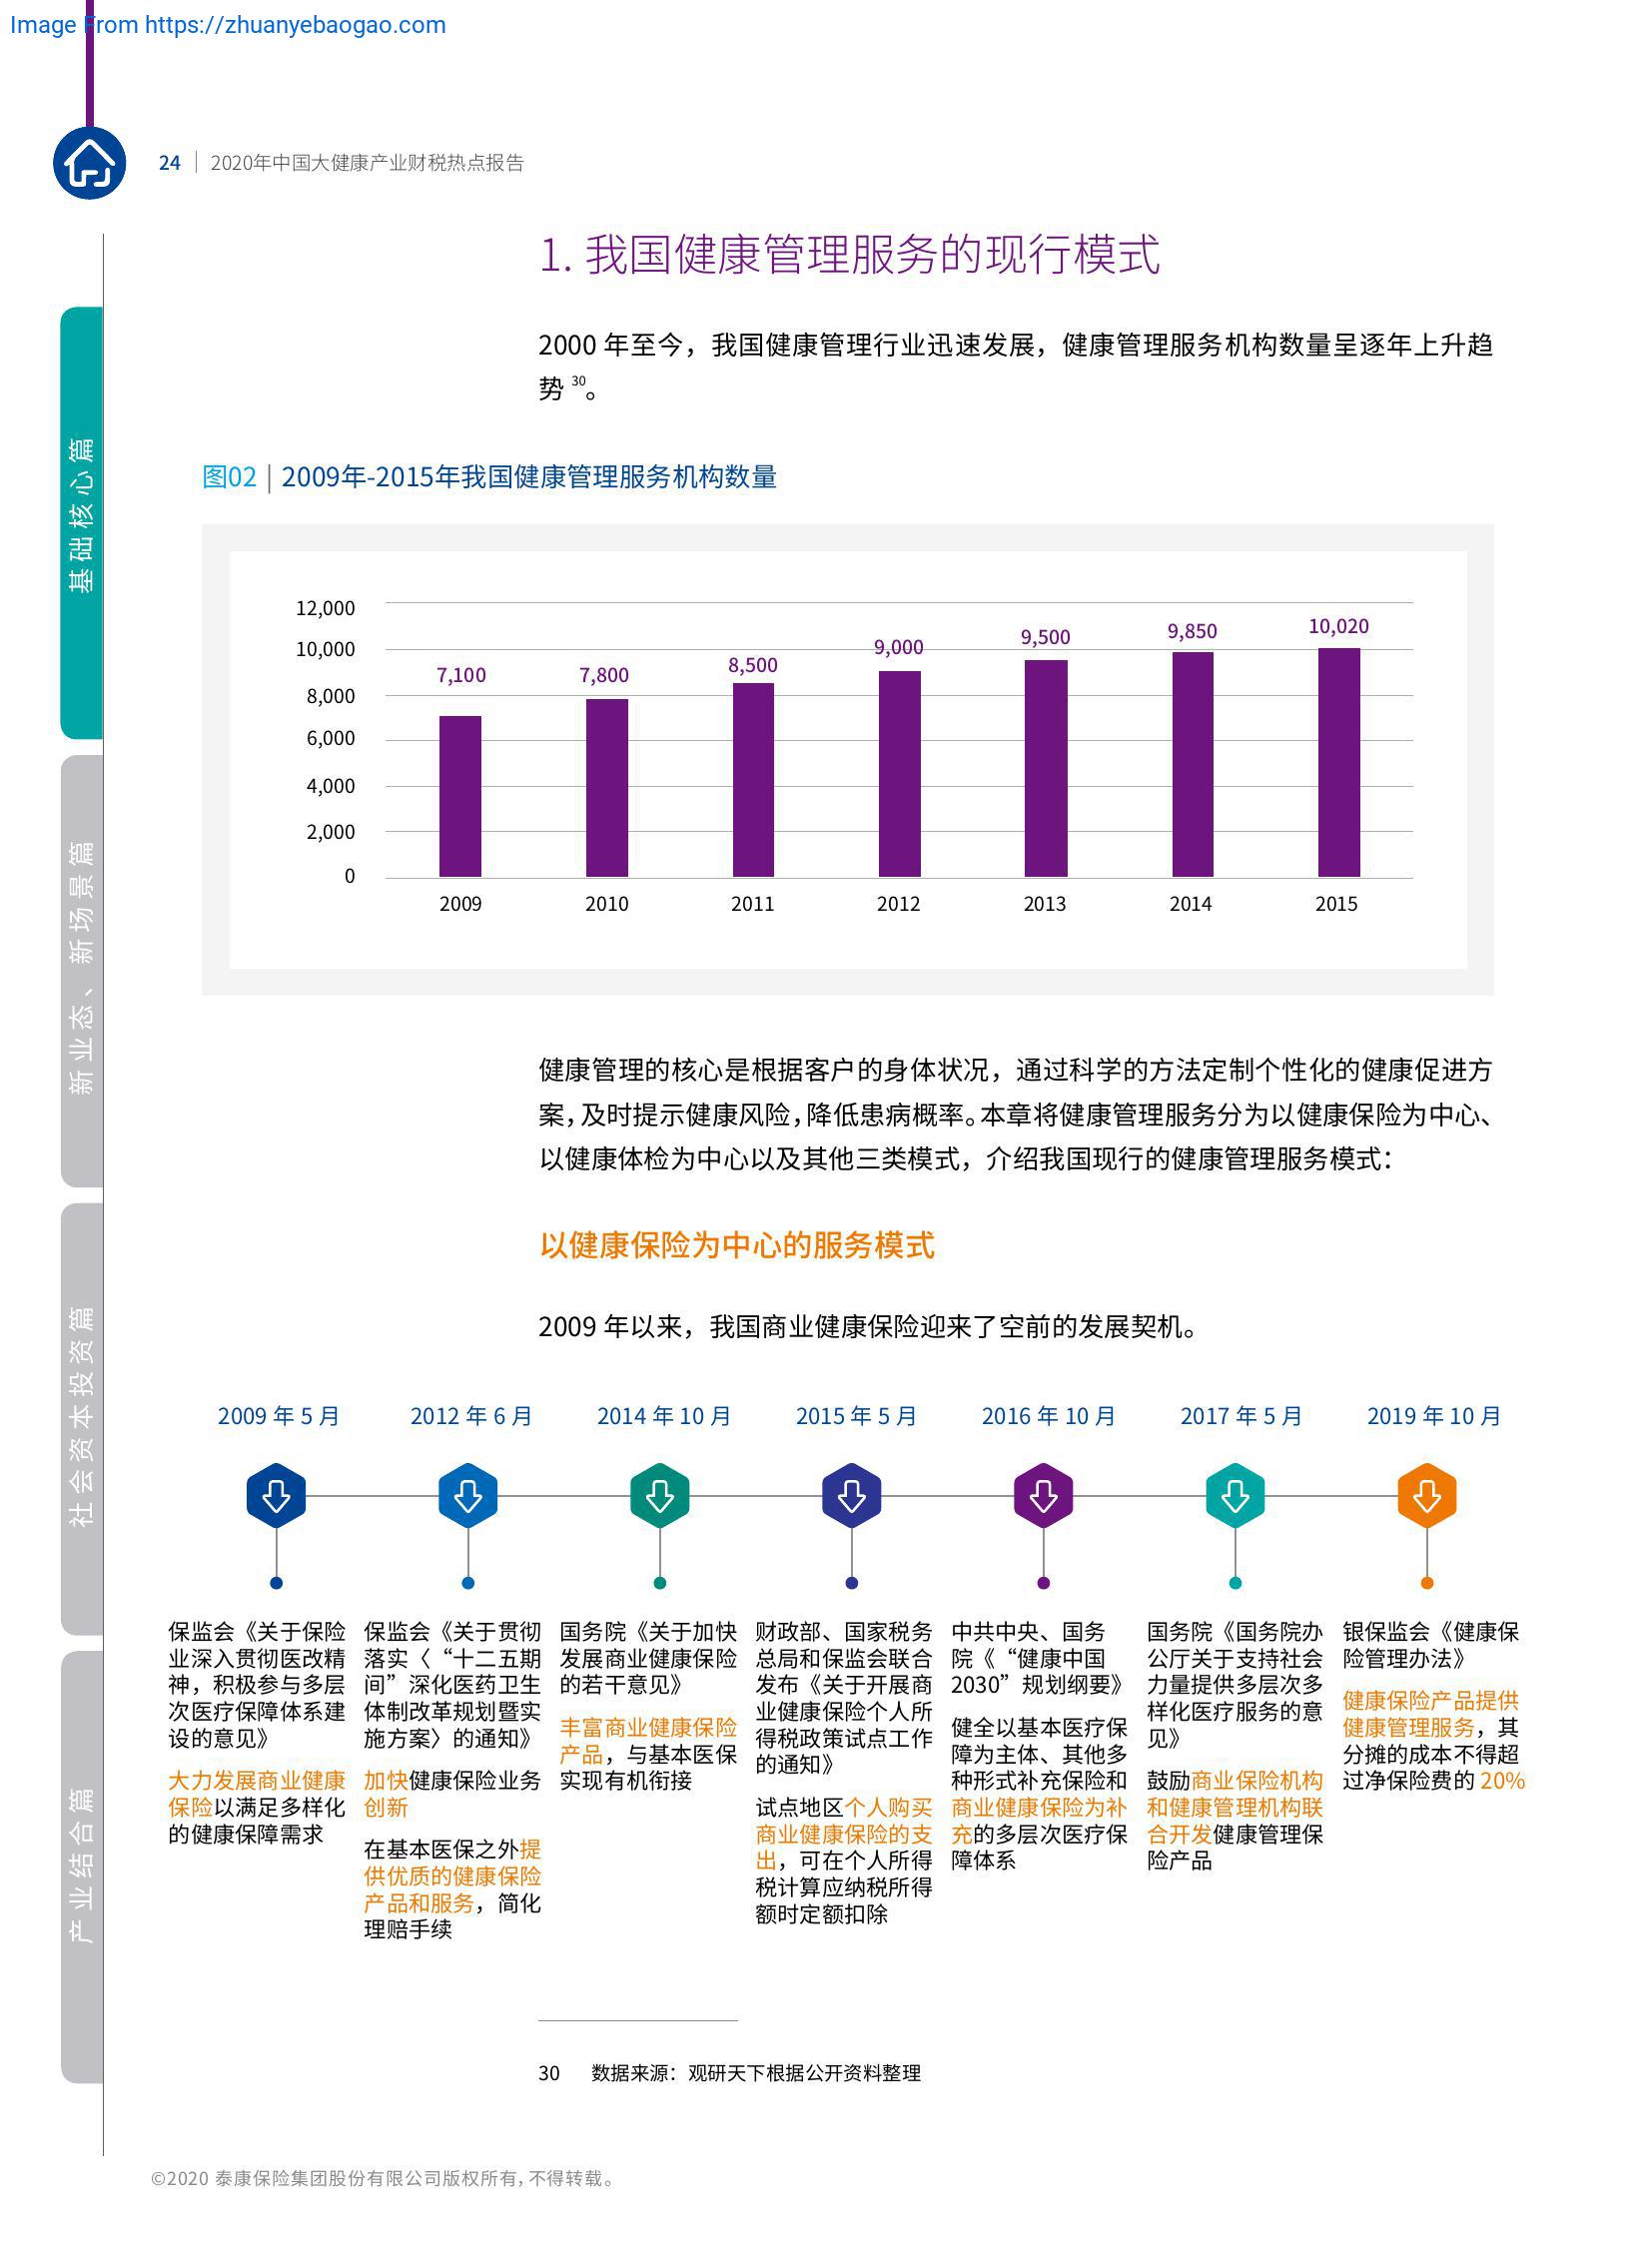 Image From https://zhuanyebaogao.com
24 | 2020年中国大健康产业财税热点报告
基础核心篇
新业态、新场景篇
社会资本投资篇
产业结合篇
1. 我国健康管理服务的现行模式
2000 年至今，我国健康管理行业迅速发展，健康管理服务机构数量呈逐年上升趋
势 30。
图02 | 2009年-2015年我国健康管理服务机构数量
12,000
10,000
8,000
6,000
4,000
2,000
0
7,100
7,800
8,500
9,000
9,500
9,850
10,020
2009
2010
2011
2012
2013
2014
2015
健康管理的核心是根据客户的身体状况，通过科学的方法定制个性化的健康促进方
案，及时提示健康风险，降低患病概率。本章将健康管理服务分为以健康保险为中心、
以健康体检为中心以及其他三类模式，介绍我国现行的健康管理服务模式：
以健康保险为中心的服务模式
2009 年以来，我国商业健康保险迎来了空前的发展契机。
2009 年 5 月
保监会《关于保险
业深入贯彻医改精
神，积极参与多层
次医疗保障体系建
设的意见》
大力发展商业健康
保险以满足多样化
的健康保障需求
2012 年 6 月
保监会《关于贯彻
落实〈“十二五期
间”深化医药卫生
体制改革规划暨实
施方案〉的通知》
加快健康保险业务
创新
在基本医保之外提
供优质的健康保险
产品和服务，简化
理赔手续
2014 年 10 月
国务院《关于加快
发展商业健康保险
的若干意见》
丰富商业健康保险
产品，与基本医保
实现有机衔接
2015 年 5 月
财政部、国家税务
总局和保监会联合
发布《关于开展商
业健康保险个人所
得税政策试点工作
的通知》
试点地区个人购买
商业健康保险的支
出，可在个人所得
税计算应纳税所得
额时定额扣除
2016 年 10 月
中共中央、国务
院《“健康中国
2030”规划纲要》
健全以基本医疗保
障为主体、其他多
种形式补充保险和
商业健康保险为补
充的多层次医疗保
障体系
2017 年 5 月
国务院《国务院办
公厅关于支持社会
力量提供多层次多
样化医疗服务的意
见》
鼓励商业保险机构
和健康管理机构联
合开发健康管理保
险产品
2019 年 10 月
银保监会《健康保
险管理办法》
健康保险产品提供
健康管理服务，其
分摊的成本不得超
过净保险费的 20%
30 数据来源：观研天下根据公开资料整理
©2020 泰康保险集团股份有限公司版权所有，不得转载。